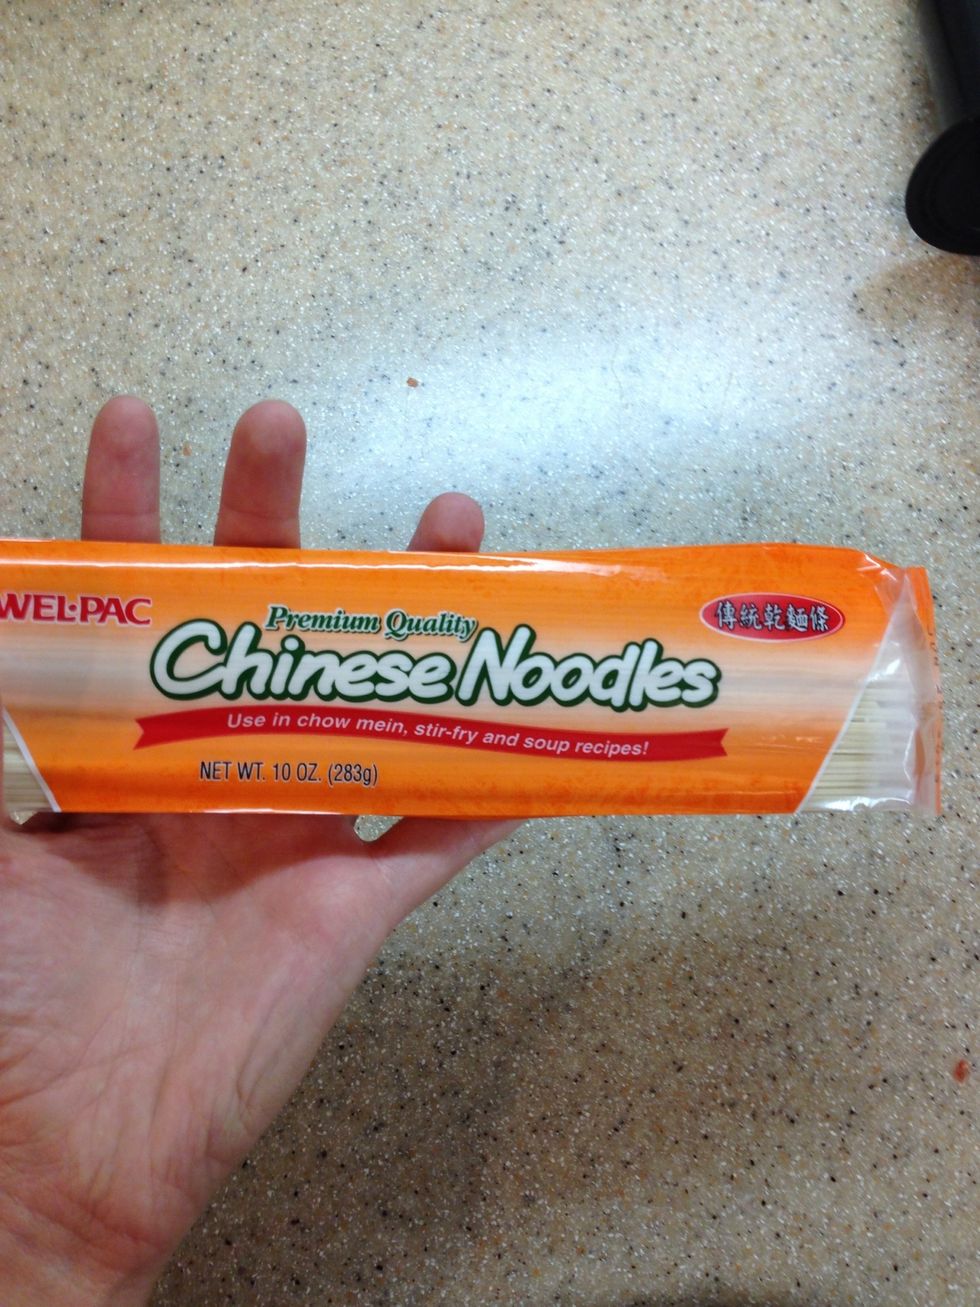 WEL·PAC
Premium Quality
Chinese Noodles
傳統乾麵條
Use in chow mein, stir-fry and soup recipes!
NET WT. 10 OZ. (283g)